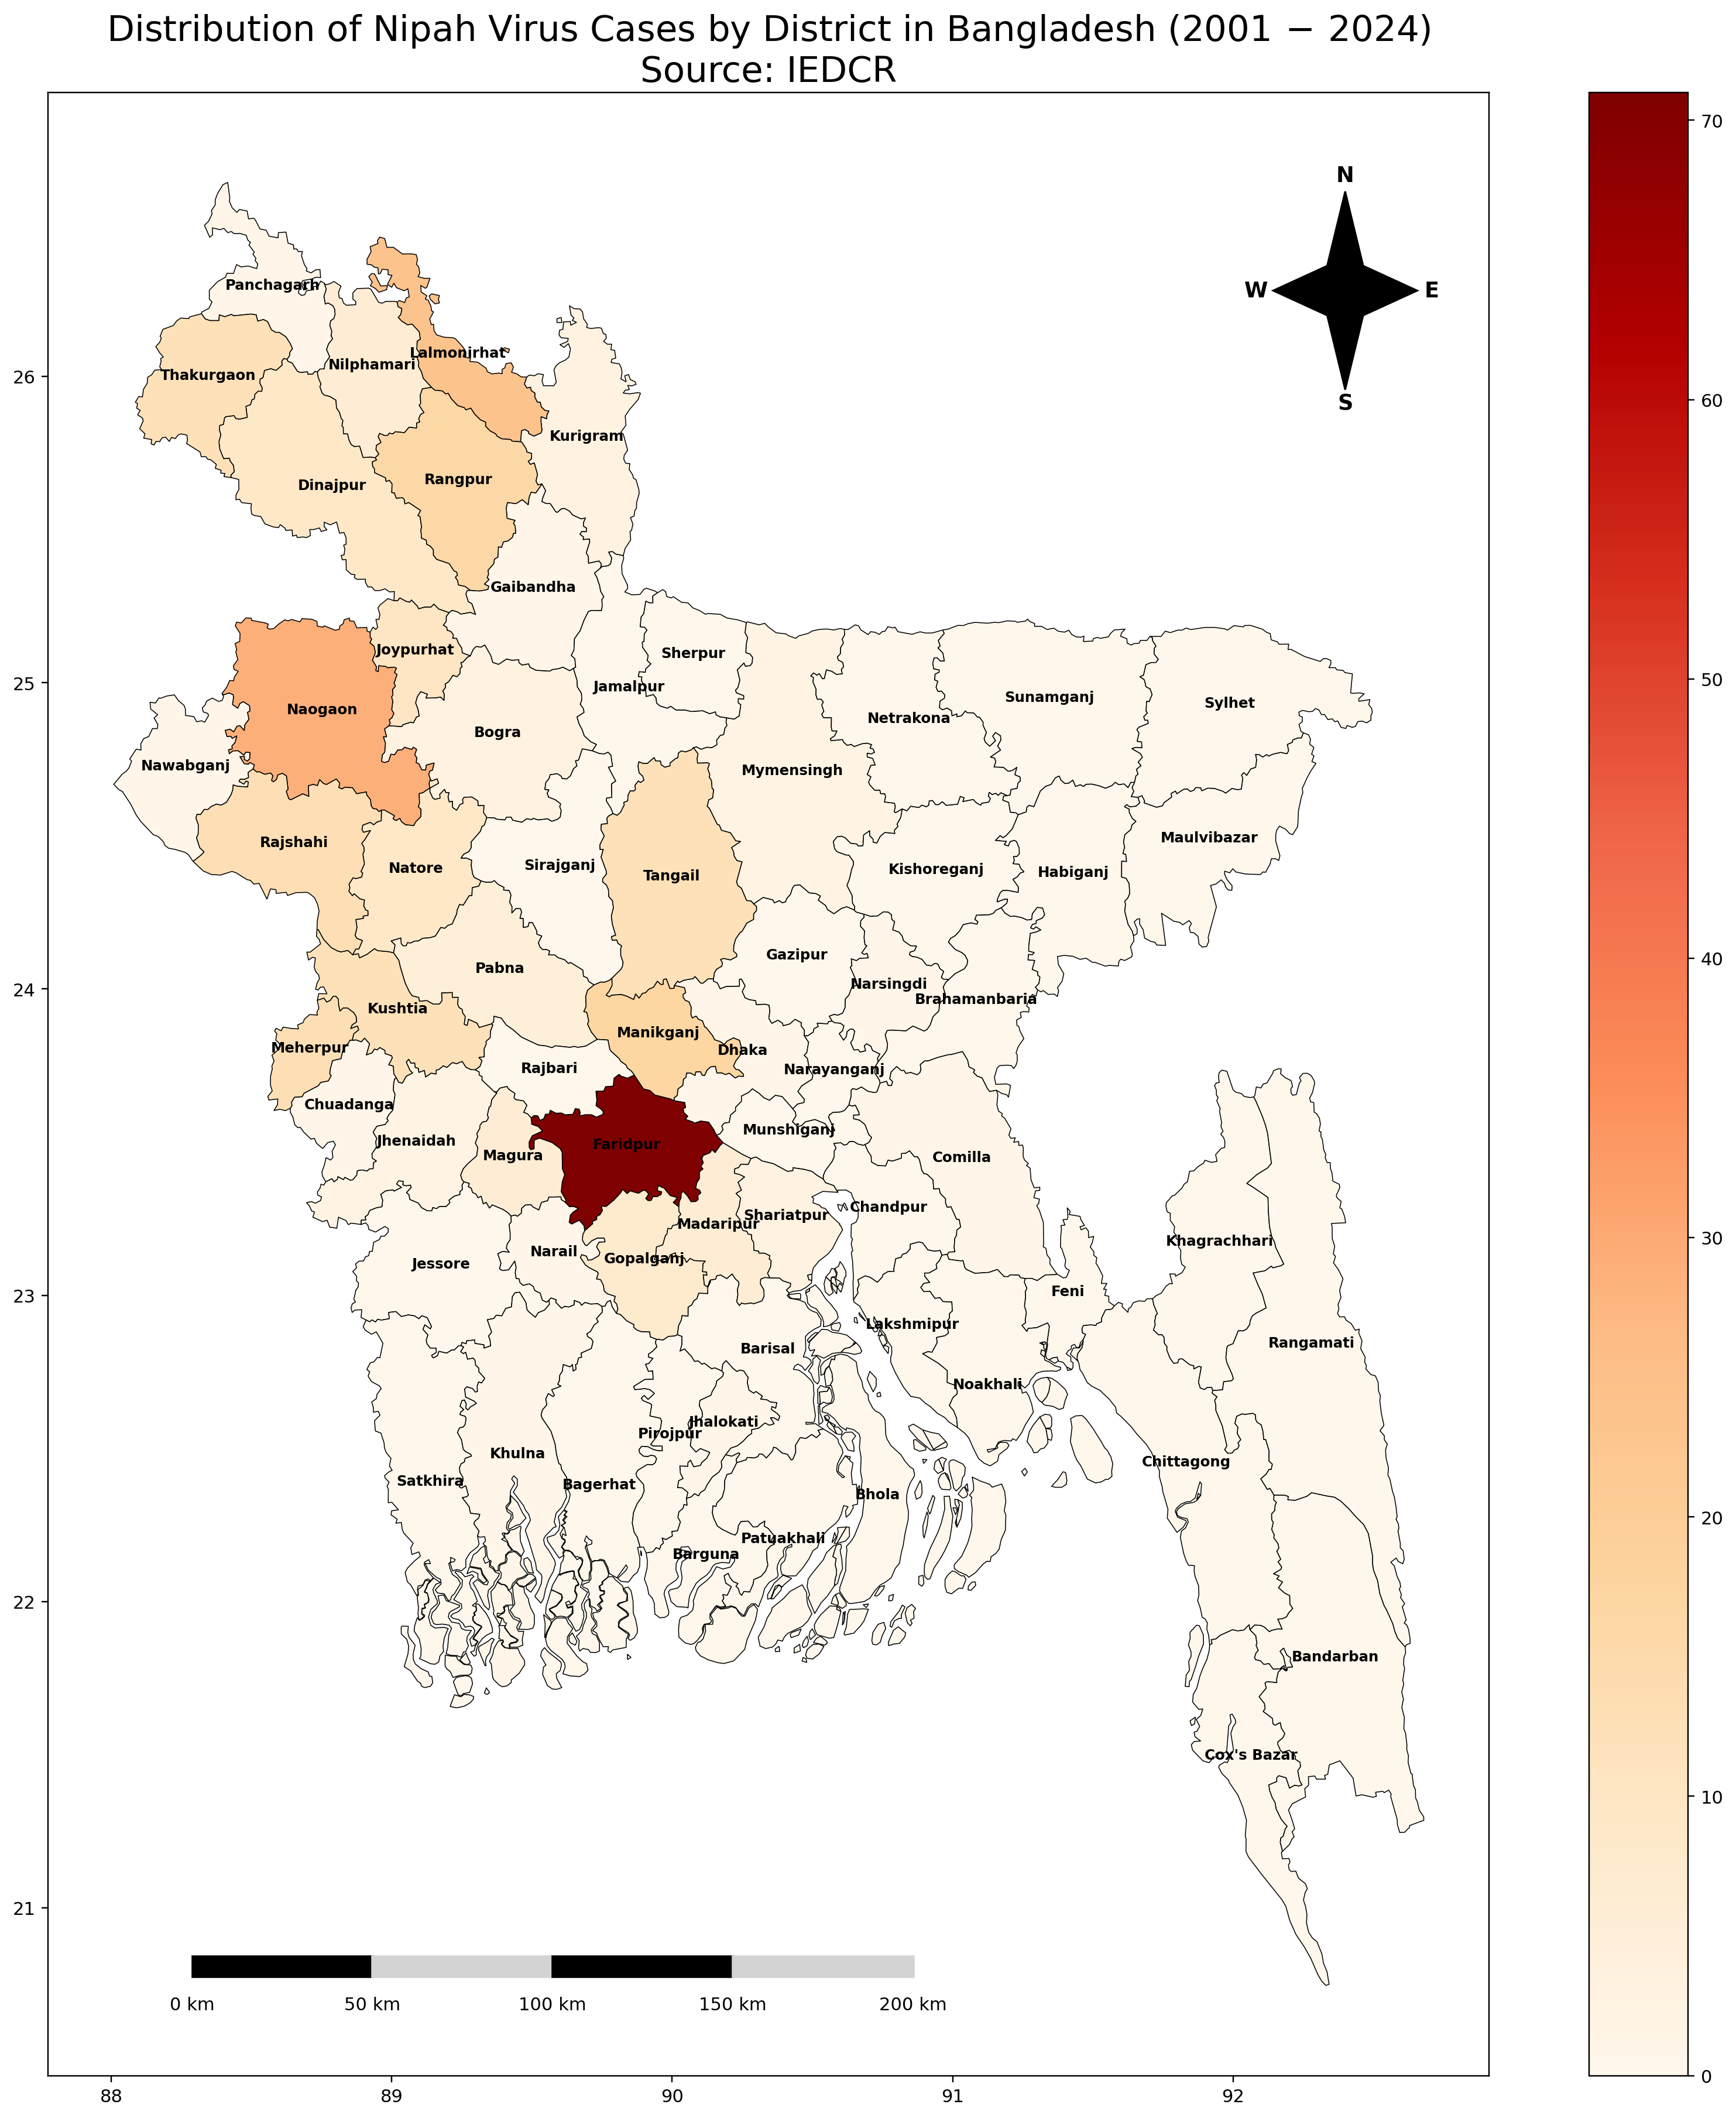 Distribution of Nipah Virus Cases by District in Bangladesh (2001 − 2024)
Source: IEDCR
70
N
Panchagarh
W
E
Lalmonirhat
Nilphamari
Thakurgaon
26
60
S
Kurigram
Rangpur
Dinajpur
Gaibandha
Joypurhat
Sherpur
50
25
Jamalpur
Sunamganj
Sylhet
Naogaon
Netrakona
Bogra
Nawabganj
Mymensingh
Maulvibazar
Rajshahi
Sirajganj
Natore
Kishoreganj
Habiganj
Tangail
Gazipur
40
Pabna
24
Narsingdi
Brahamanbaria
Kushtia
Manikganj
Meherpur
Dhaka
Rajbari
Narayanganj
Chuadanga
Munshiganj
Jhenaidah
Faridpur
Magura
Comilla
Chandpur
Shariatpur
Madaripur
30
Khagrachhari
Narail
Gopalganj
Jessore
23
Feni
Lakshmipur
Rangamati
Barisal
Noakhali
Jhalokati
Pirojpur
Khulna
Chittagong
Satkhira
Bagerhat
Bhola
20
Patuakhali
Barguna
22
Bandarban
Cox's Bazar
10
21
0 km
50 km
100 km
150 km
200 km
0
88
89
90
91
92